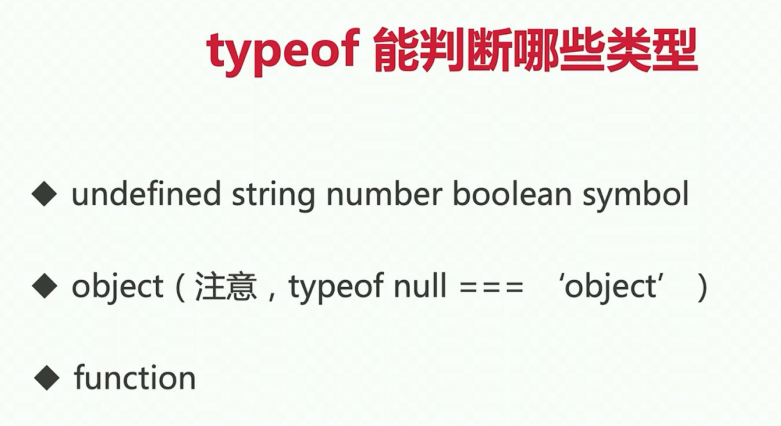 typeof 能判断哪些类型
◆ undefined string number boolean symbol
◆ object（注意，typeof null === ‘object’ ）
◆ function